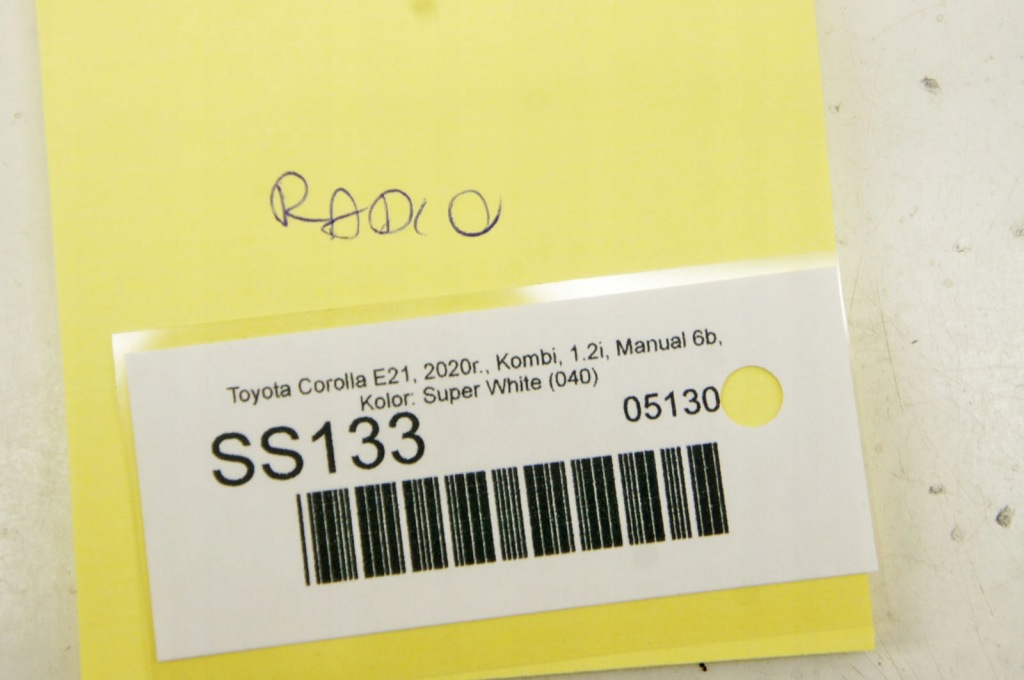 RADIO
Toyota Corolla E21, 2020r., Kombi, 1.2i, Manual 6b,
Kolor: Super White (040)
SS133 05130